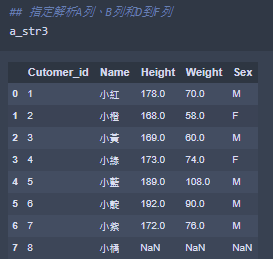 ## 指定解析A列、B列和D到F列
a_str3
Cutomer_id Name Height Weight Sex
0 1 小紅 178.0 70.0 M
1 2 小橙 168.0 58.0 F
2 3 小黃 169.0 60.0 M
3 4 小綠 173.0 74.0 F
4 5 小藍 189.0 108.0 M
5 6 小靛 192.0 90.0 M
6 7 小紫 172.0 76.0 M
7 8 小橘 NaN NaN NaN